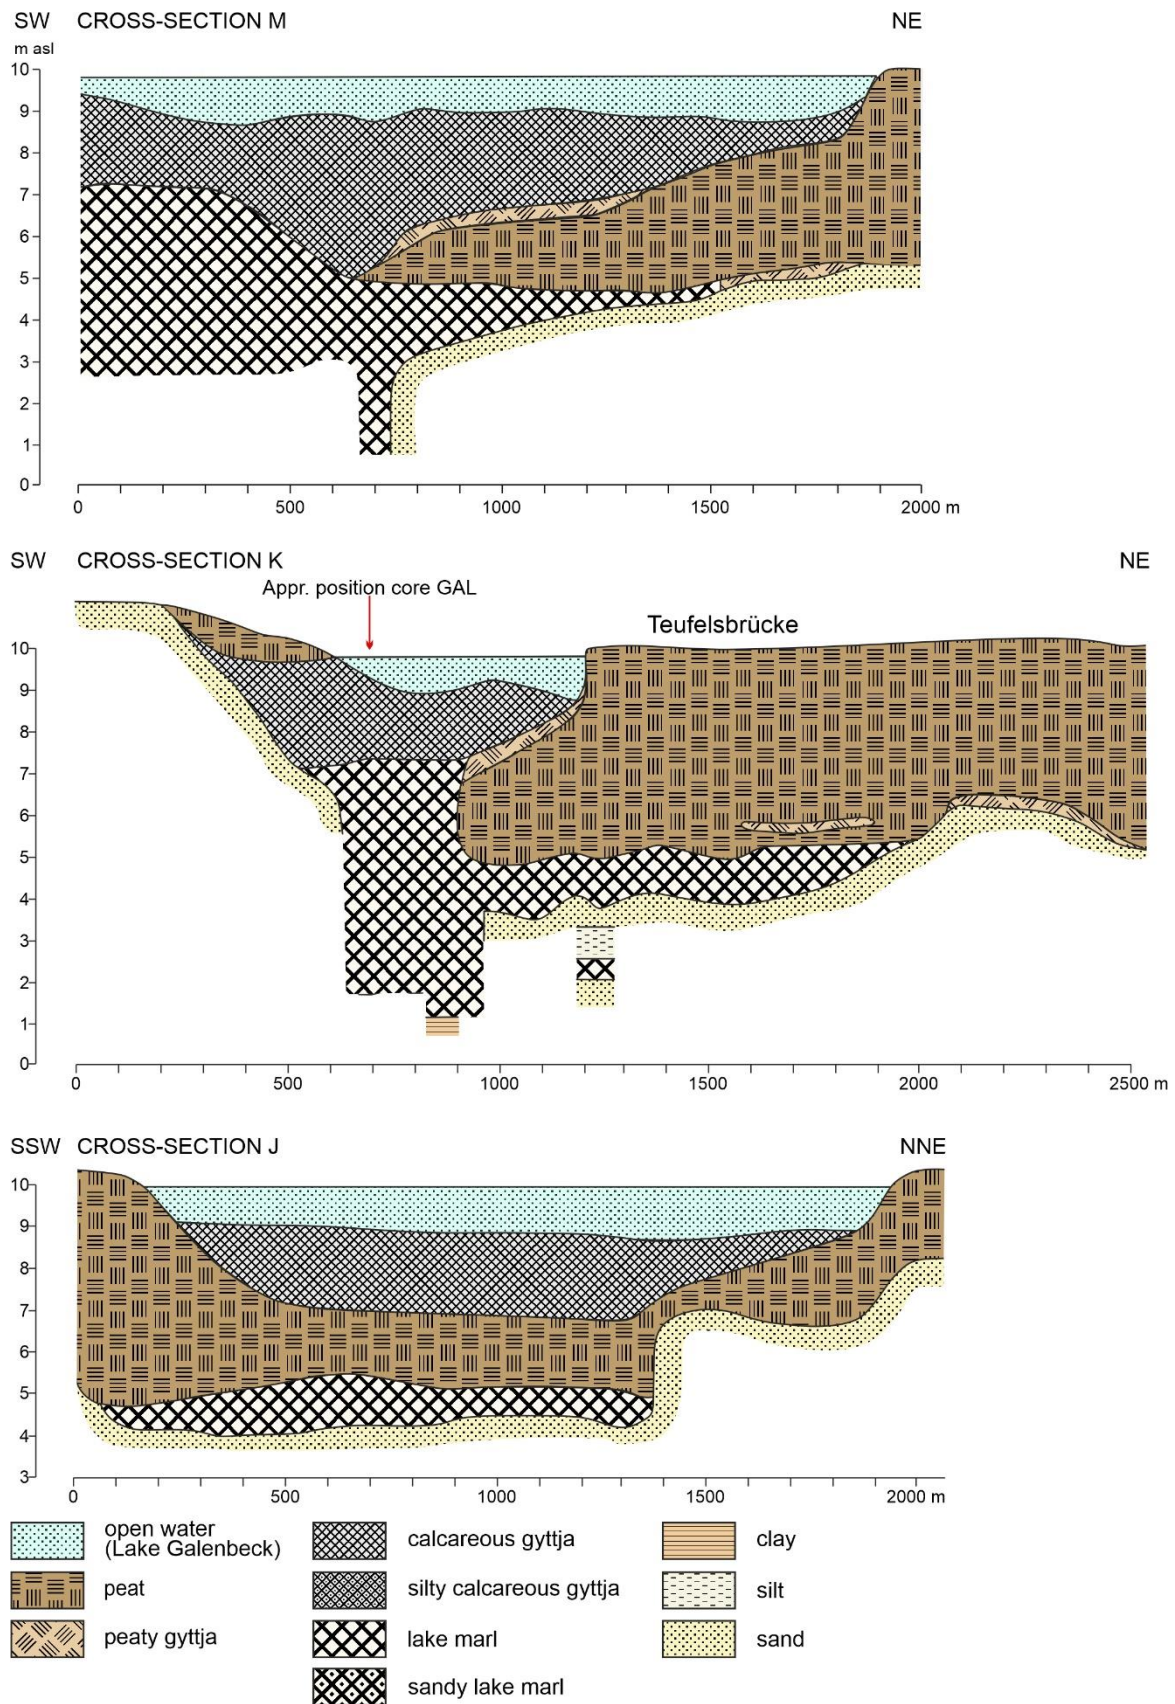 SW CROSS-SECTION M NE
m asl
10
9
8
7
6
5
4
3
2
1
0
0 500 1000 1500 2000 m
SW CROSS-SECTION K NE
Appr. position core GAL
Teufelsbrücke
10
9
8
7
6
5
4
3
2
1
0
0 500 1000 1500 2000 2500 m
SSW CROSS-SECTION J NNE
10
9
8
7
6
5
4
3
0 500 1000 1500 2000 m
open water
(Lake Galenbeck)
peat
peaty gyttja
calcareous gyttja
silty calcareous gyttja
lake marl
sandy lake marl
clay
silt
sand